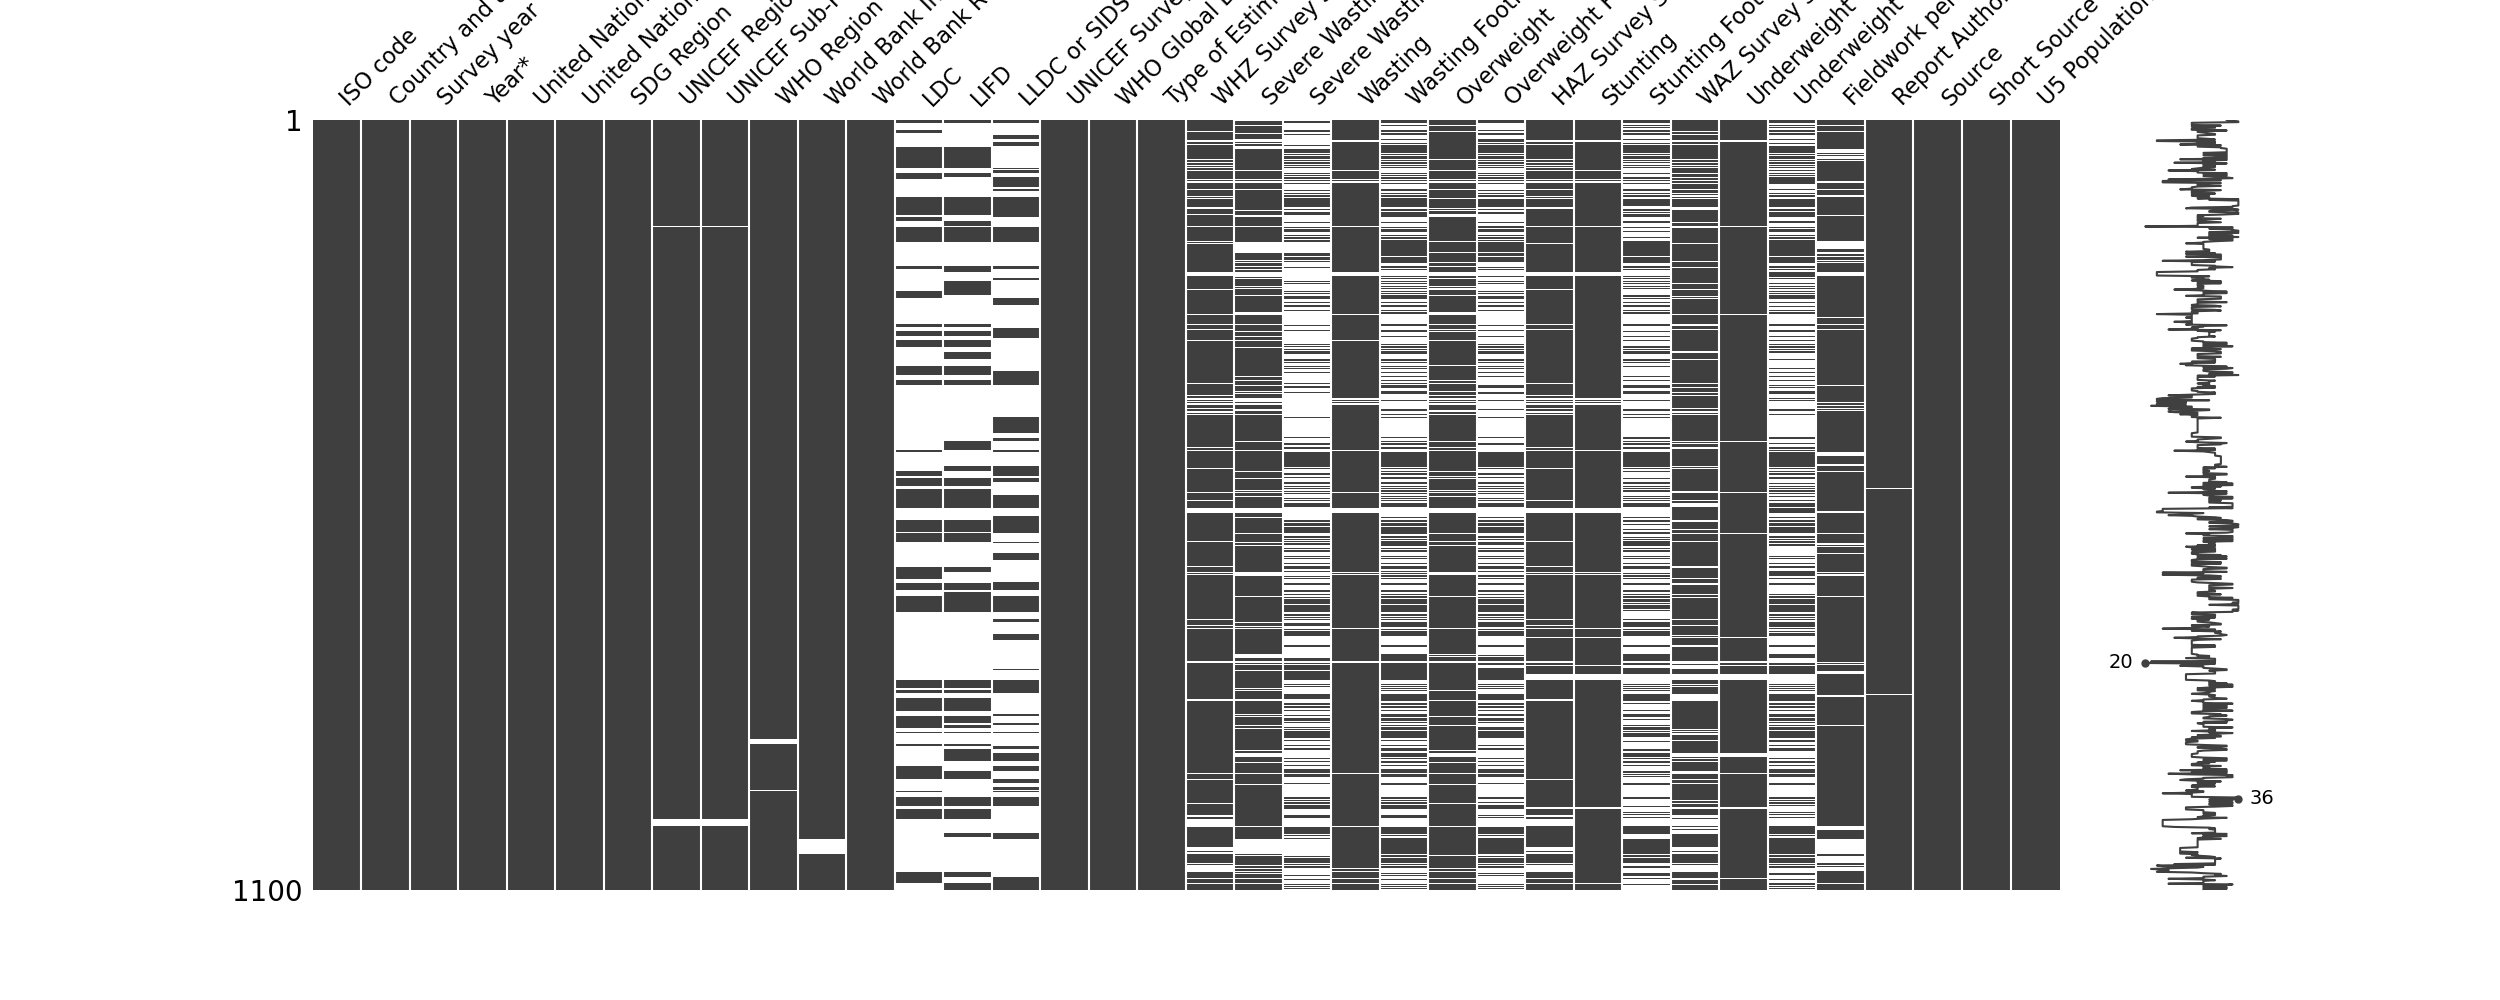 ISO code
Country and
Survey year
Year*
United Nation
United Nation
SDG Region
UNICEF Regio
UNICEF Sub-
WHO Region
World Bank In
World Bank R
LDC
LIFD
LLDC or SIDS
UNICEF Surve
WHO Global
Type of Estim
WHZ Survey
Severe Wasti
Severe Wasti
Wasting
Wasting Foot
Overweight
Overweight F
HAZ Survey S
Stunting
Stunting Foot
WAZ Survey S
Underweight
Underweight
Fieldwork per
Report Autho
Source
Short Source
U5 Population
1
20
36
1100